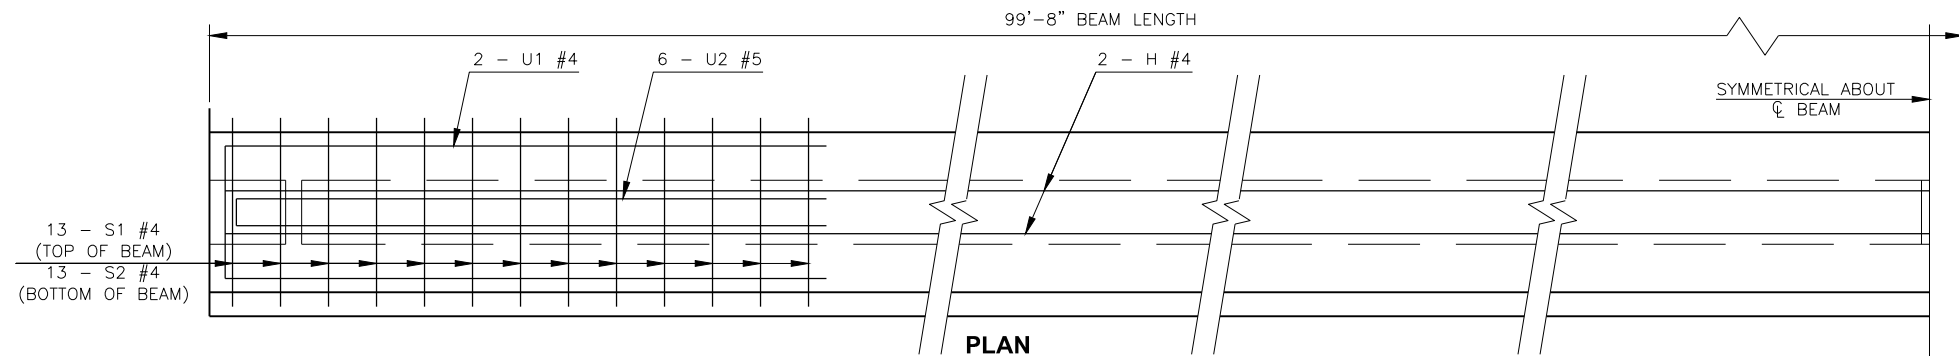 99'-8" BEAM LENGTH
2 - U1 #4
6 - U2 #5
2 - H #4
SYMMETRICAL ABOUT
℄ BEAM
13 - S1 #4
(TOP OF BEAM)
13 - S2 #4
(BOTTOM OF BEAM)
PLAN